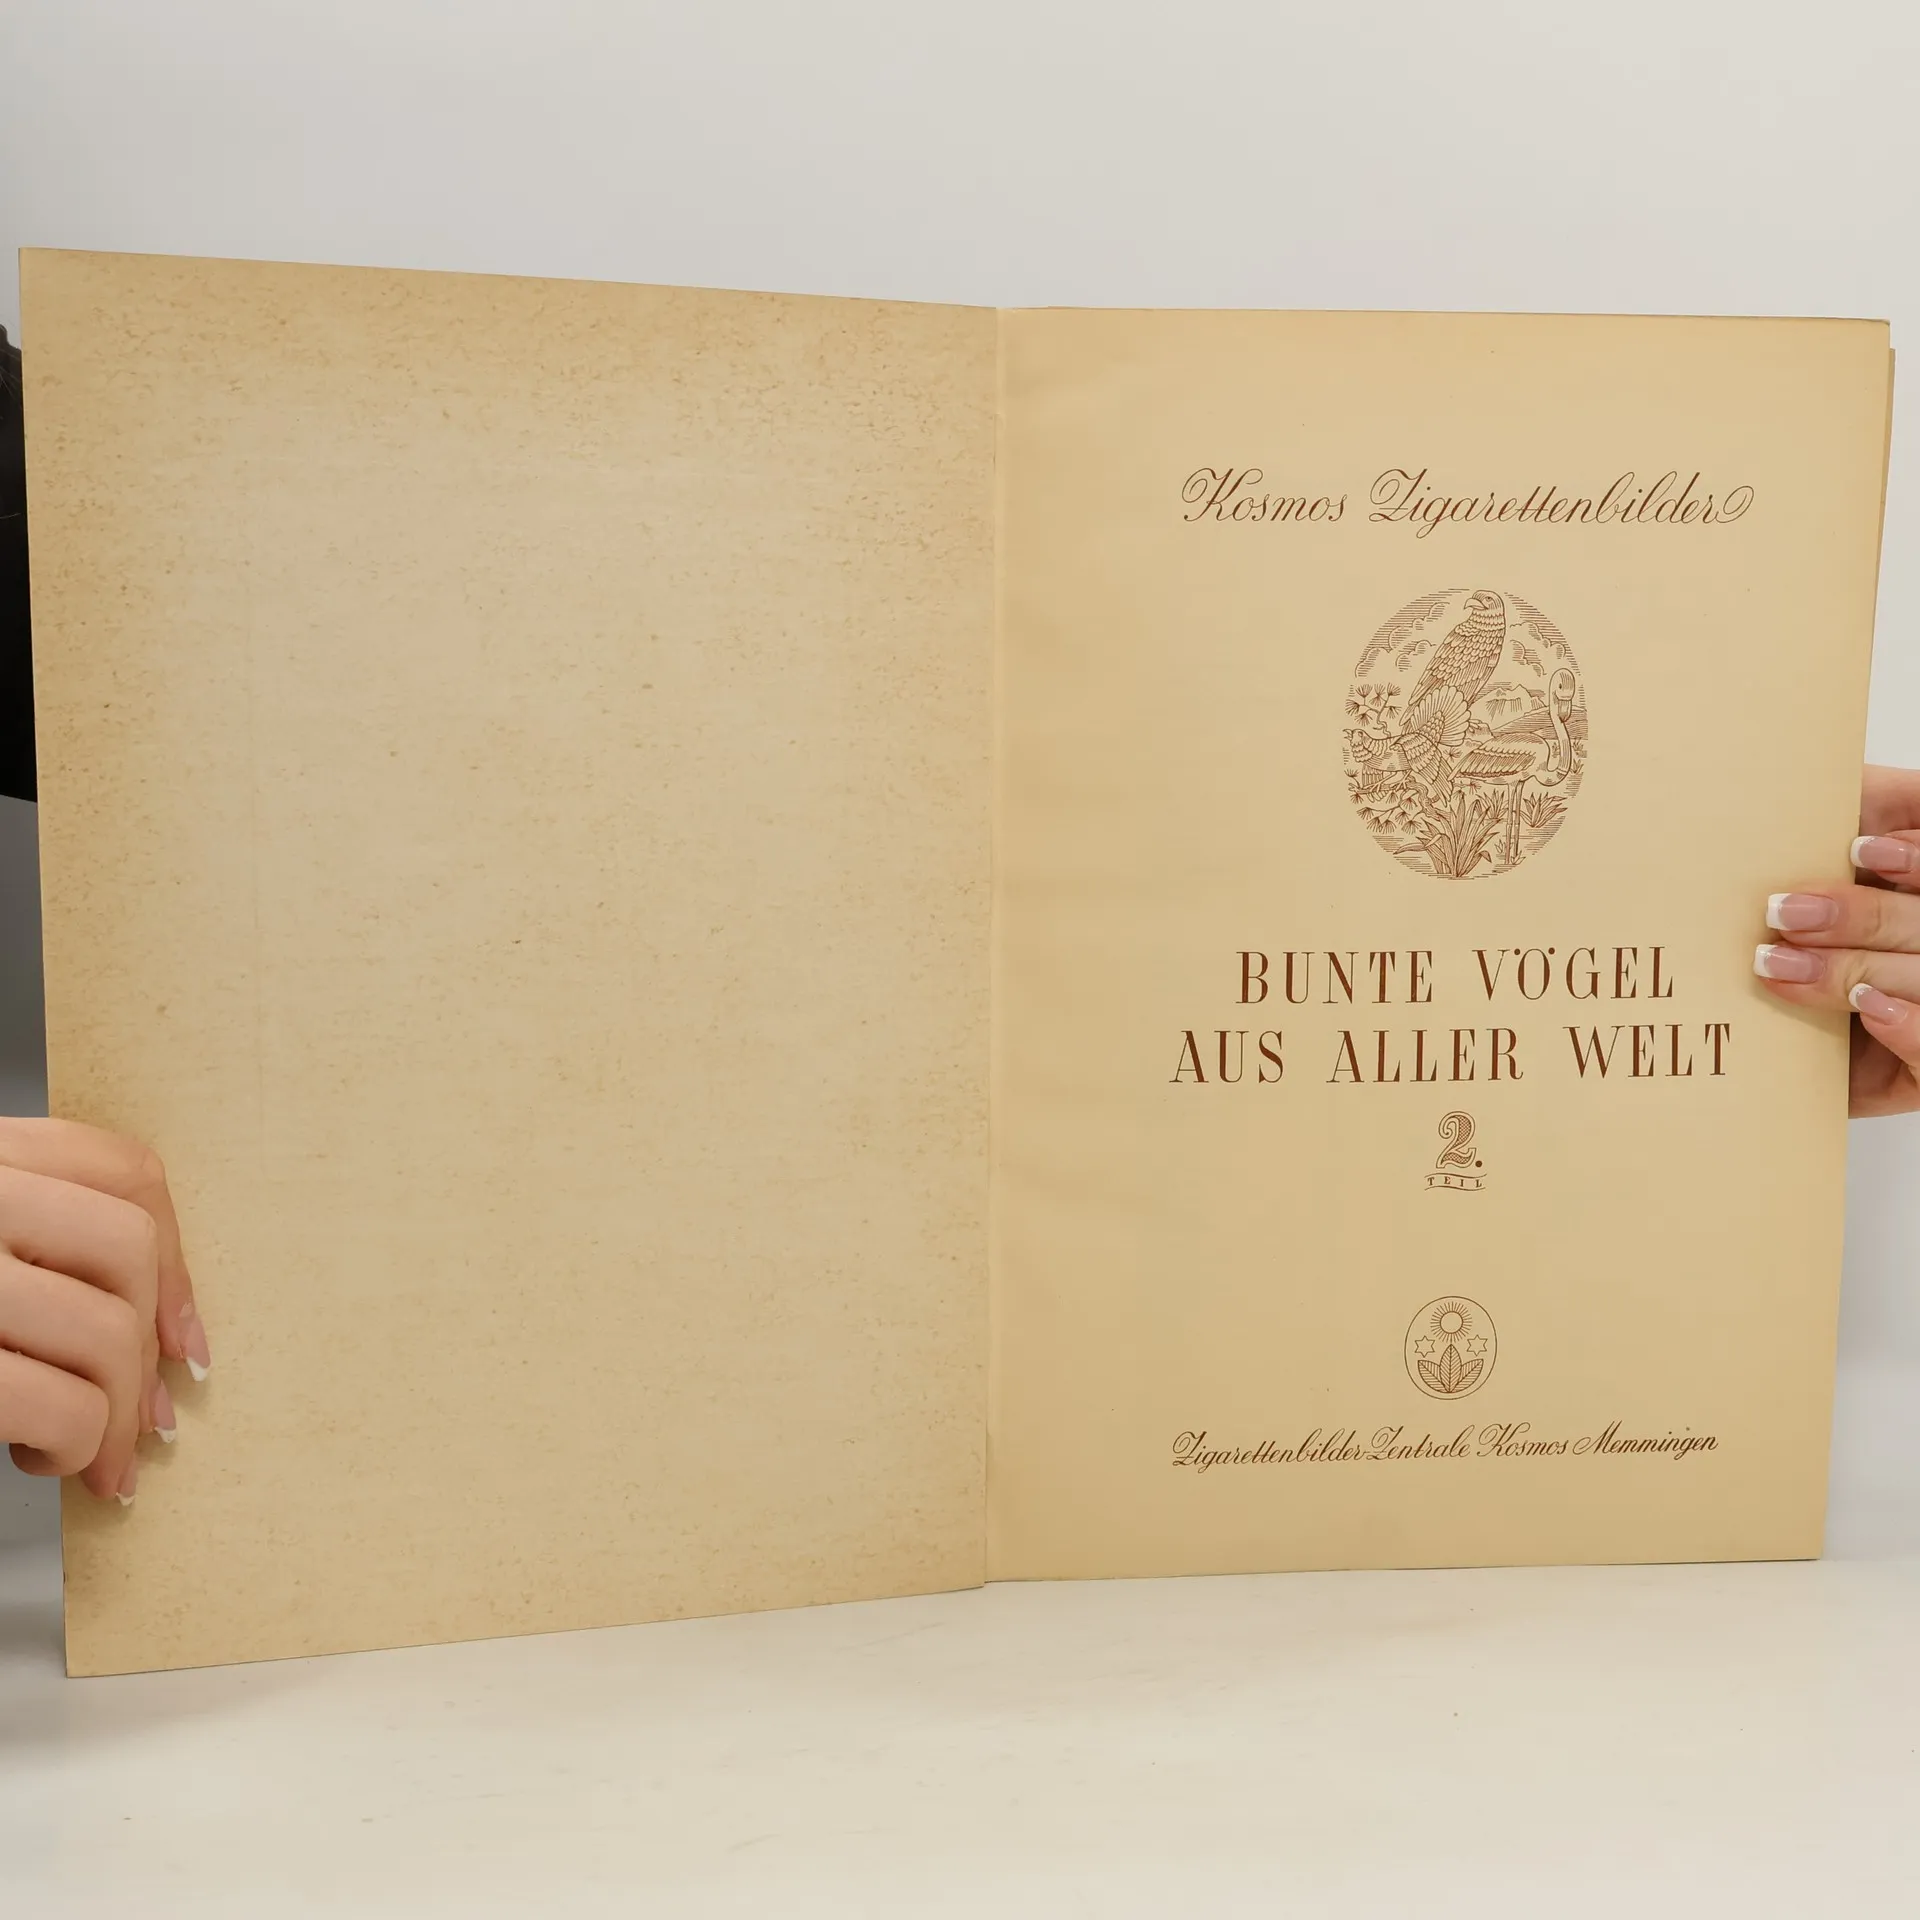 Kosmos Zigarettenbilder
BUNTE VÖGEL
AUS ALLER WELT
2.
TEIL
Zigarettenbilder-Zentrale Kosmos Memmingen